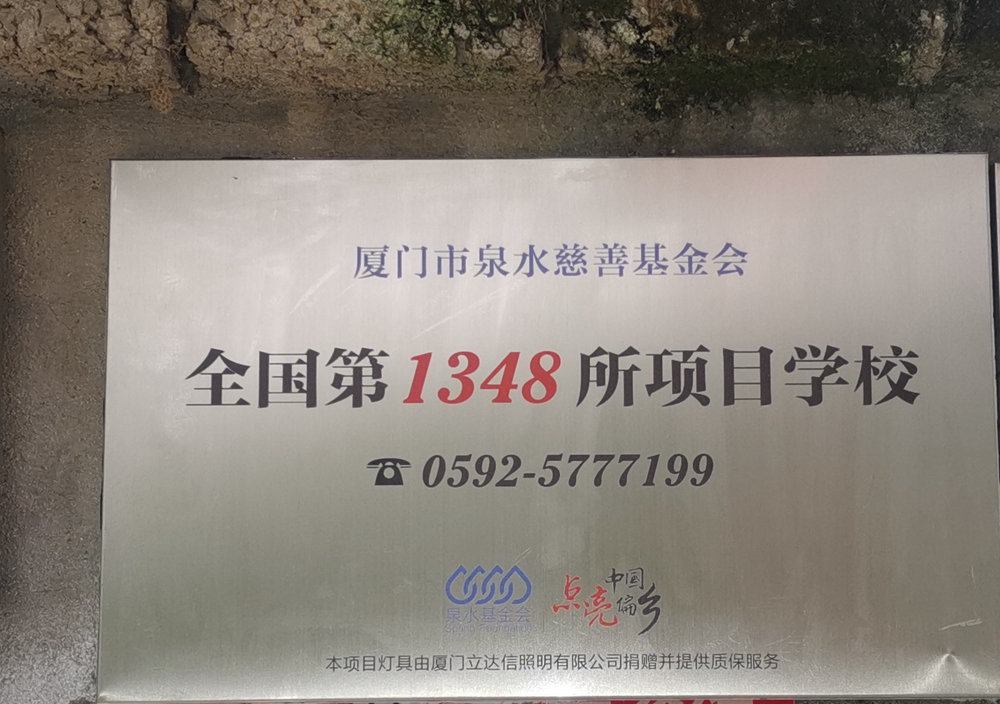 厦门市泉水慈善基金会
全国第1348所项目学校
☎0592-5777199
泉水基金会
点亮中国偏乡
本项目灯具由厦门立达信照明有限公司捐赠并提供质保服务